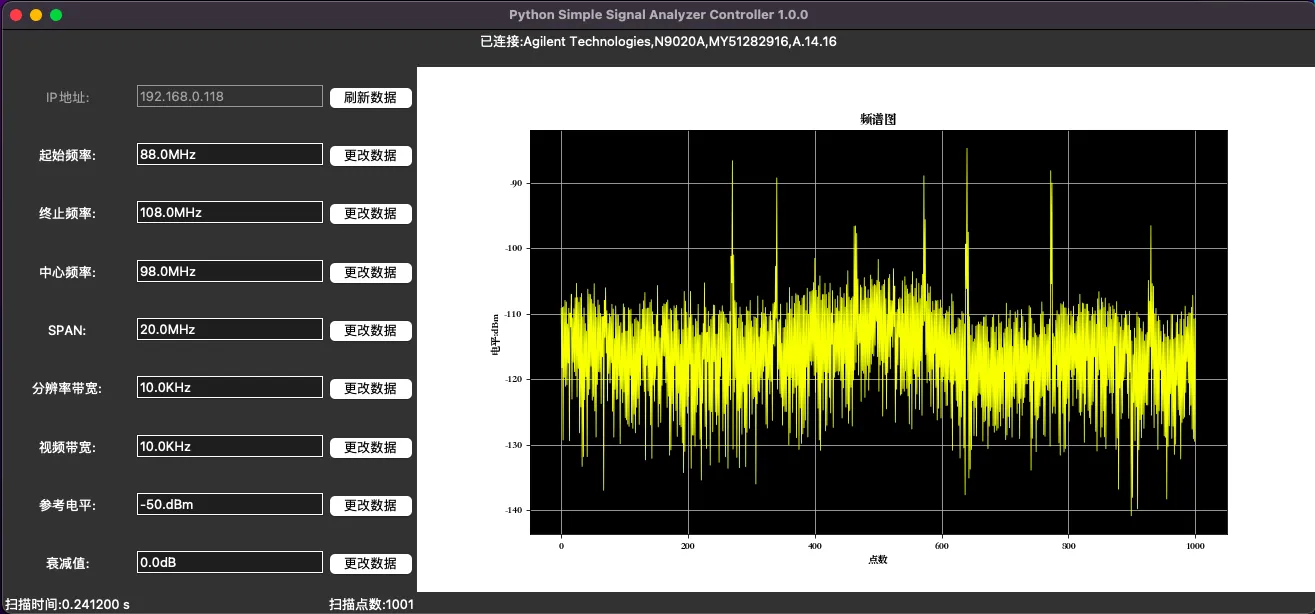 Python Simple Signal Analyzer Controller 1.0.0
已连接:Agilent Technologies,N9020A,MY51282916,A.14.16
IP地址: 192.168.0.118 刷新数据
起始频率: 88.0MHz 更改数据
终止频率: 108.0MHz 更改数据
中心频率: 98.0MHz 更改数据
SPAN: 20.0MHz 更改数据
分辨率带宽: 10.0KHz 更改数据
视频带宽: 10.0KHz 更改数据
参考电平: -50.dBm 更改数据
衰减值: 0.0dB 更改数据
扫描时间:0.241200 s 扫描点数:1001
频谱图
-90
-100
-110
-120
-130
-140
电平:dBm
0 200 400 600 800 1000
点数